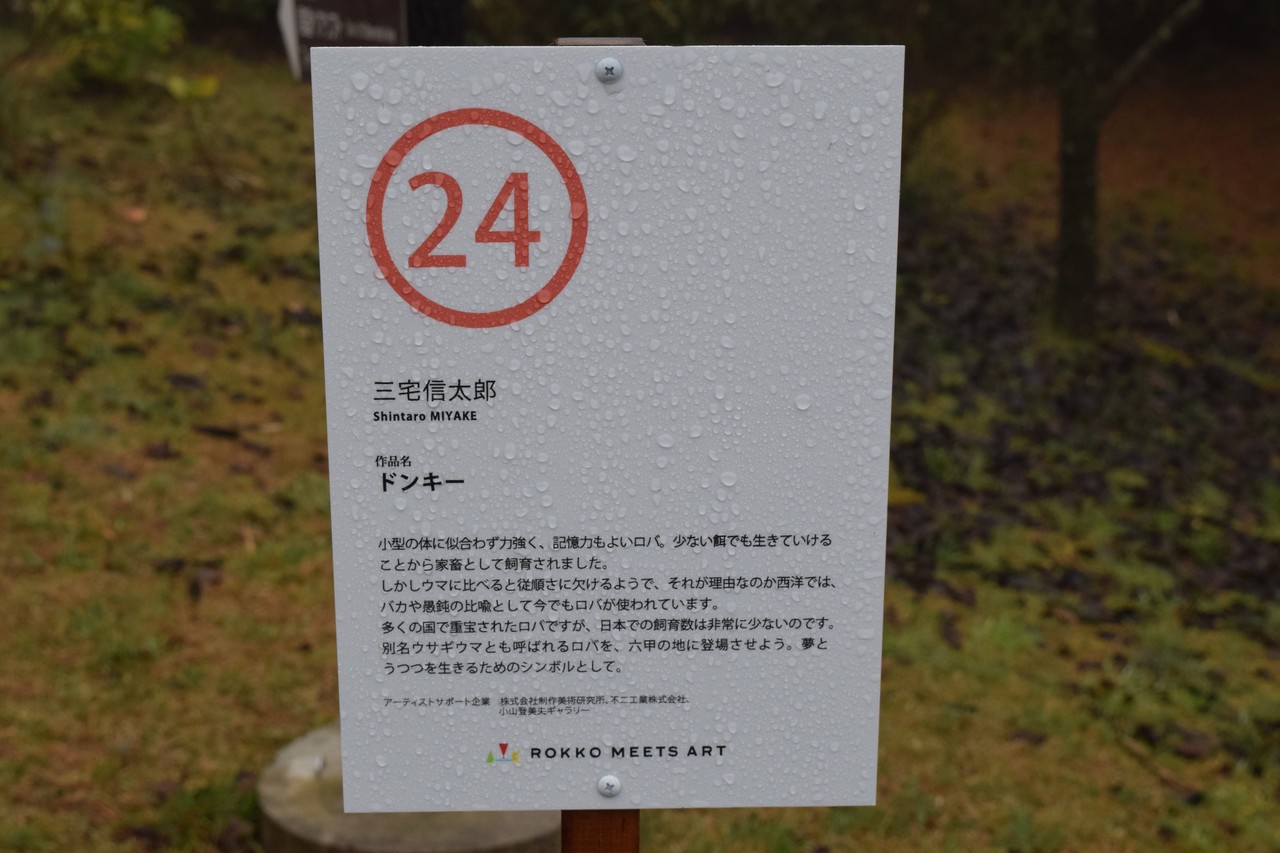 24
三宅信太郎
Shintaro MIYAKE
作品名
ドンキー
小型の体に似合わず力強く、記憶力もよいロバ。少ない餌でも生きていける
ことから家畜として飼育されました。
しかしウマに比べると従順さに欠けるようで、それが理由なのか西洋では、
バカや愚鈍の比喩として今でもロバが使われています。
多くの国で重宝されたロバですが、日本での飼育数は非常に少ないのです。
別名ウサギウマとも呼ばれるロバを、六甲の地に登場させよう。夢と
うつつを生きるためのシンボルとして。
アーティストサポート企業 株式会社制作美術研究所、不二工業株式会社、
小山登美夫ギャラリー
ROKKO MEETS ART